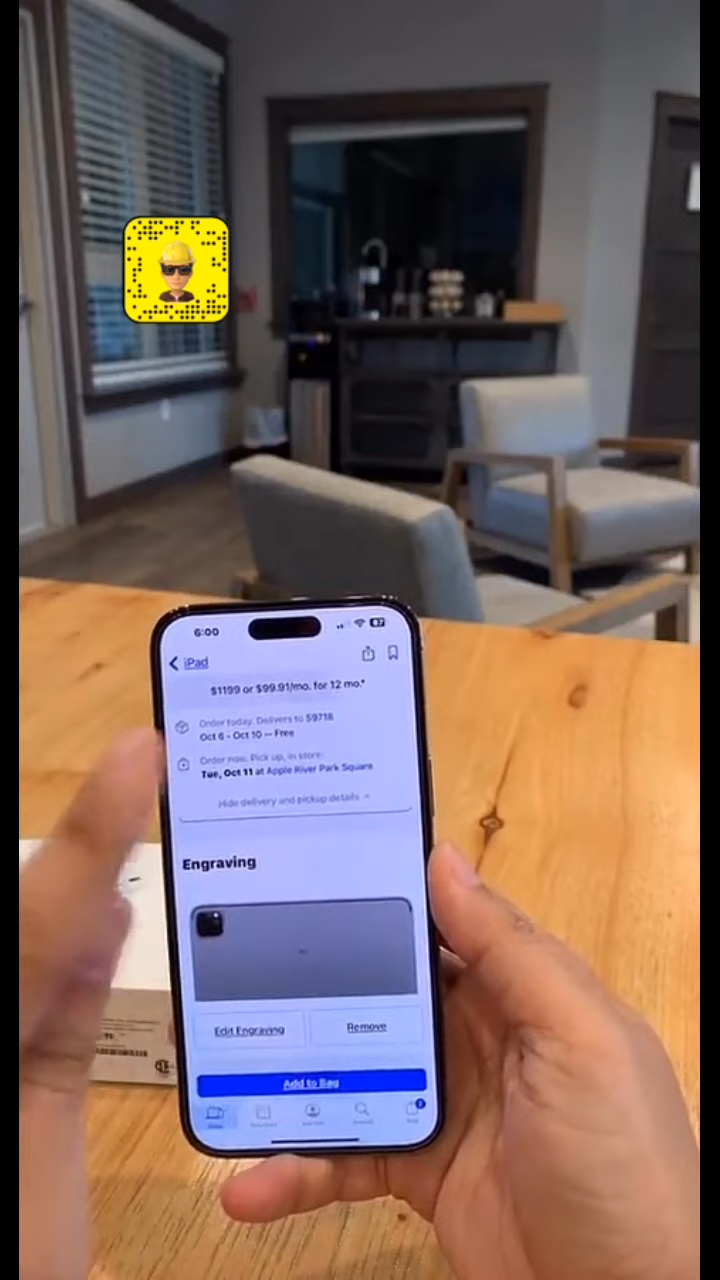 6:00
87
iPad
$1199 or $99.91/mo. for 12 mo.*
Order today. Delivers to 59718
Oct 6 - Oct 10 — Free
Order now. Pick up, in store:
Tue, Oct 11 at Apple River Park Square
Hide delivery and pickup details
Engraving
Edit Engraving
Remove
Add to Bag